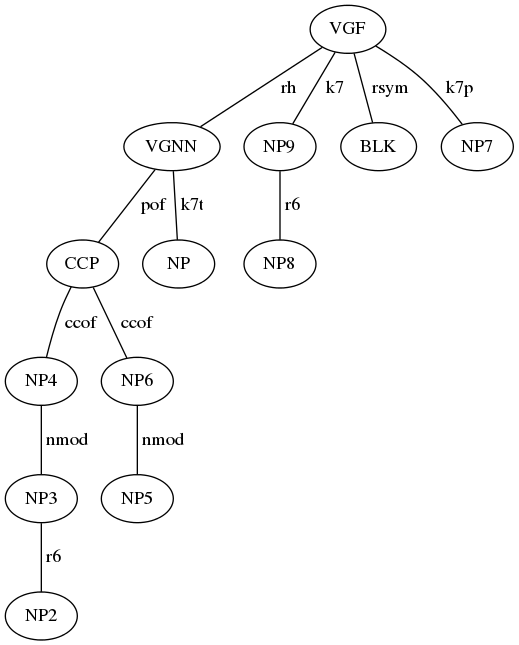 VGF
rh k7 rsym k7p
VGNN NP9 BLK NP7
pof k7t r6
CCP NP NP8
ccof ccof
NP4 NP6
nmod nmod
NP3 NP5
r6
NP2